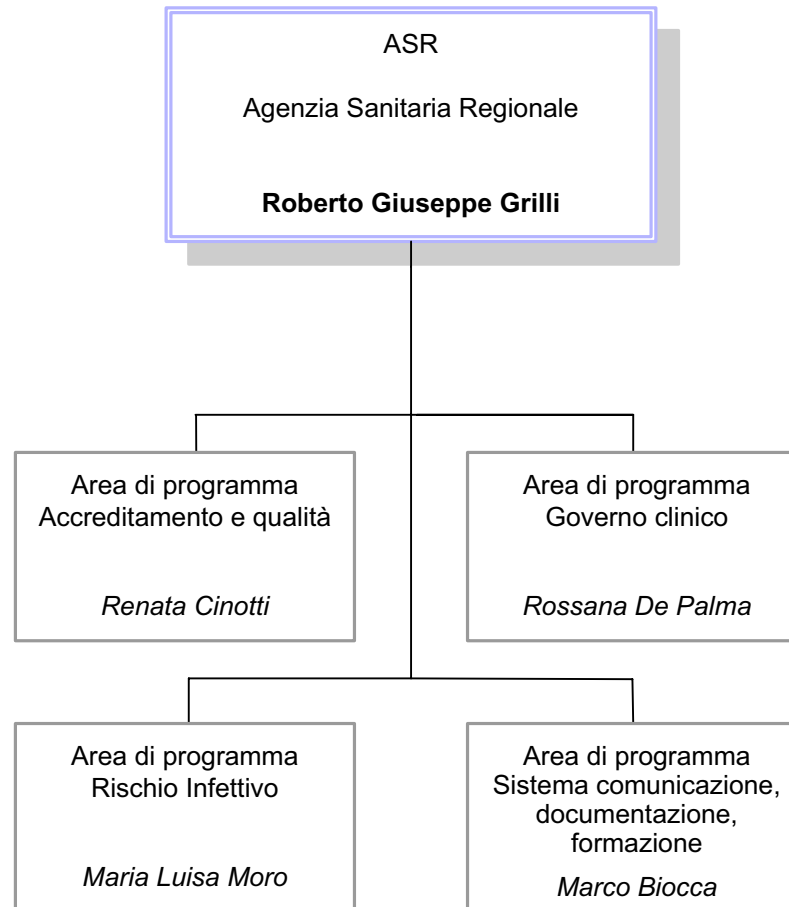 ASR
Agenzia Sanitaria Regionale
Roberto Giuseppe Grilli
Area di programma
Accreditamento e qualità
Renata Cinotti
Area di programma
Governo clinico
Rossana De Palma
Area di programma
Rischio Infettivo
Maria Luisa Moro
Area di programma
Sistema comunicazione,
documentazione,
formazione
Marco Biocca